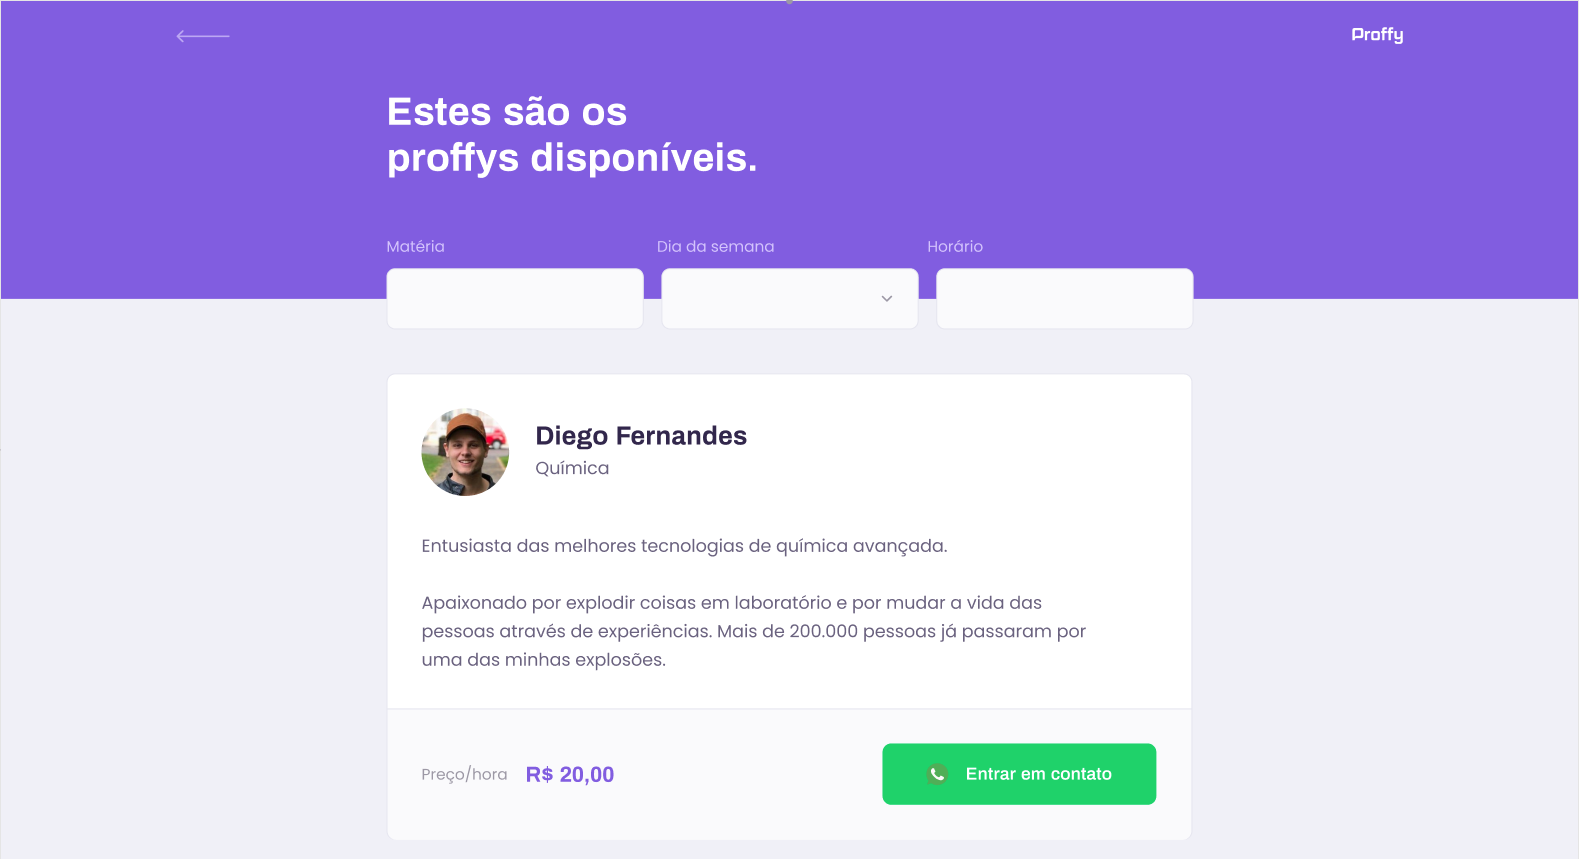 Proffy
Estes são os
proffys disponíveis.
Matéria
Dia da semana
Horário
Diego Fernandes
Química
Entusiasta das melhores tecnologias de química avançada.
Apaixonado por explodir coisas em laboratório e por mudar a vida das
pessoas através de experiências. Mais de 200.000 pessoas já passaram por
uma das minhas explosões.
Preço/hora
R$ 20,00
Entrar em contato